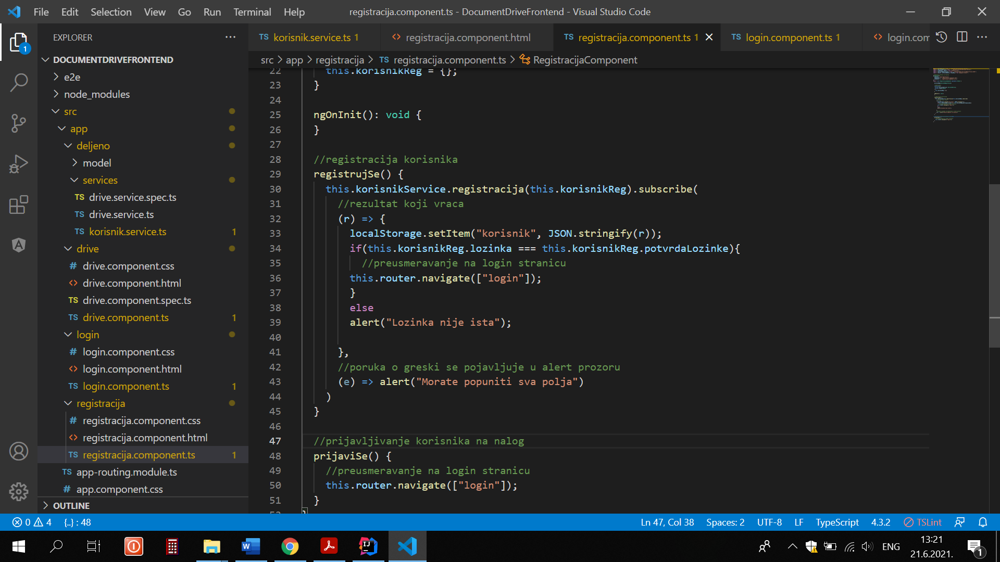 File Edit Selection View Go Run Terminal Help
registracija.component.ts - DocumentDriveFrontend - Visual Studio Code
EXPLORER
DOCUMENTDRIVEFRONTEND
e2e
node_modules
src
app
deljeno
model
services
TS drive.service.spec.ts
TS drive.service.ts
TS korisnik.service.ts 1
drive
# drive.component.css
<> drive.component.html
TS drive.component.spec.ts
TS drive.component.ts 1
login
# login.component.css
<> login.component.html
TS login.component.ts 1
registracija
# registracija.component.css
<> registracija.component.html
TS registracija.component.ts 1
TS app-routing.module.ts
# app.component.css
OUTLINE
TS korisnik.service.ts 1
<> registracija.component.html
TS registracija.component.ts 1
TS login.component.ts 1
<> login.com
src > app > registracija > TS registracija.component.ts > RegistracijaComponent
22 this.korisnikReg = {};
23 }
24
25 ngOnInit(): void {
26 }
27
28 //registracija korisnika
29 registrujSe() {
30 this.korisnikService.registracija(this.korisnikReg).subscribe(
31 //rezultat koji vraca
32 (r) => {
33 localStorage.setItem("korisnik", JSON.stringify(r));
34 if(this.korisnikReg.lozinka === this.korisnikReg.potvrdaLozinke){
35 //preusmeravanje na login stranicu
36 this.router.navigate(["login"]);
37 }
38 else
39 alert("Lozinka nije ista");
40
41 },
42 //poruka o greski se pojavljuje u alert prozoru
43 (e) => alert("Morate popuniti sva polja")
44 )
45 }
46
47 //prijavljivanje korisnika na nalog
48 prijaviSe() {
49 //preusmeravanje na login stranicu
50 this.router.navigate(["login"]);
51 }
1
0 4 {..} : 48
Ln 47, Col 38 Spaces: 2 UTF-8 LF TypeScript 4.3.2 TSLint
ENG
13:21
21.6.2021.
1